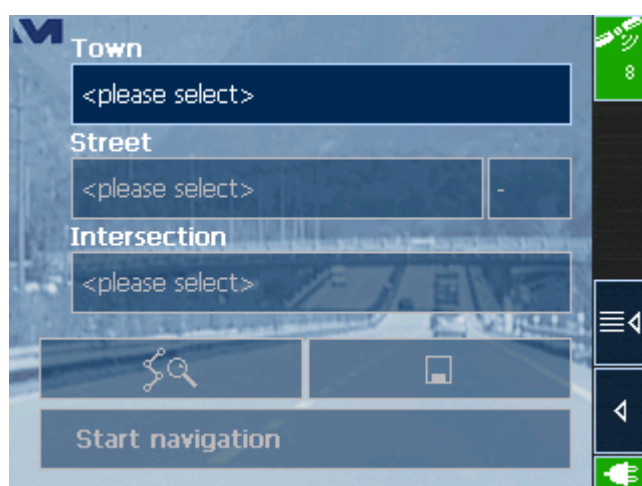 Town
8
<please select>
Street
<please select> -
Intersection
<please select>
Start navigation